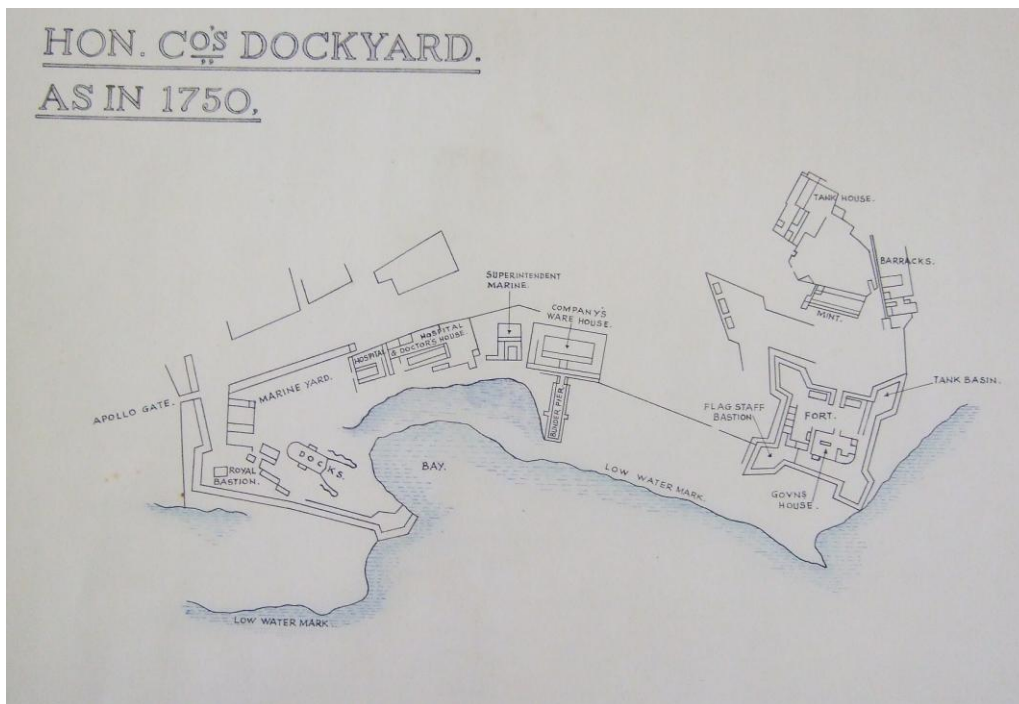 HON. Co's DOCKYARD.
AS IN 1750,
TANK HOUSE.
BARRACKS.
MINT.
SUPERINTENDENT
MARINE.
COMPANY'S
WARE HOUSE.
HOSPITAL
& DOCTOR'S HOUSE.
HOSPITAL
MARINE YARD.
APOLLO GATE.
BUNDER PIER
TANK BASIN.
FLAG STAFF
BASTION
FORT.
DOCKS.
ROYAL
BASTION.
BAY.
LOW WATER MARK.
GOVNS
HOUSE.
LOW WATER MARK